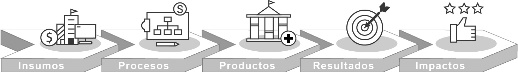 Insumos
Procesos
Productos
Resultados
Impactos